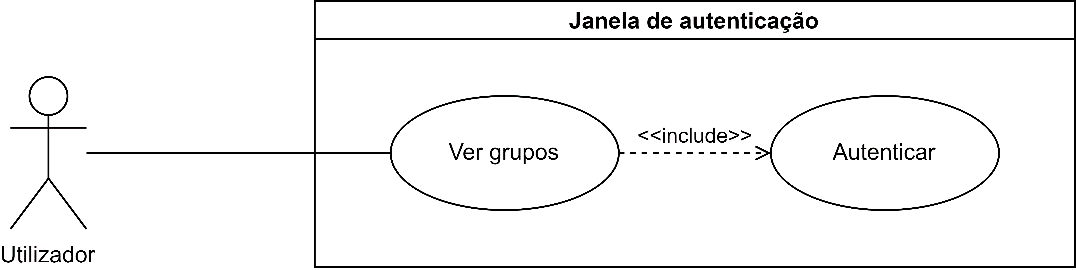 Janela de autenticação
Ver grupos
<<include>>
Autenticar
Utilizador